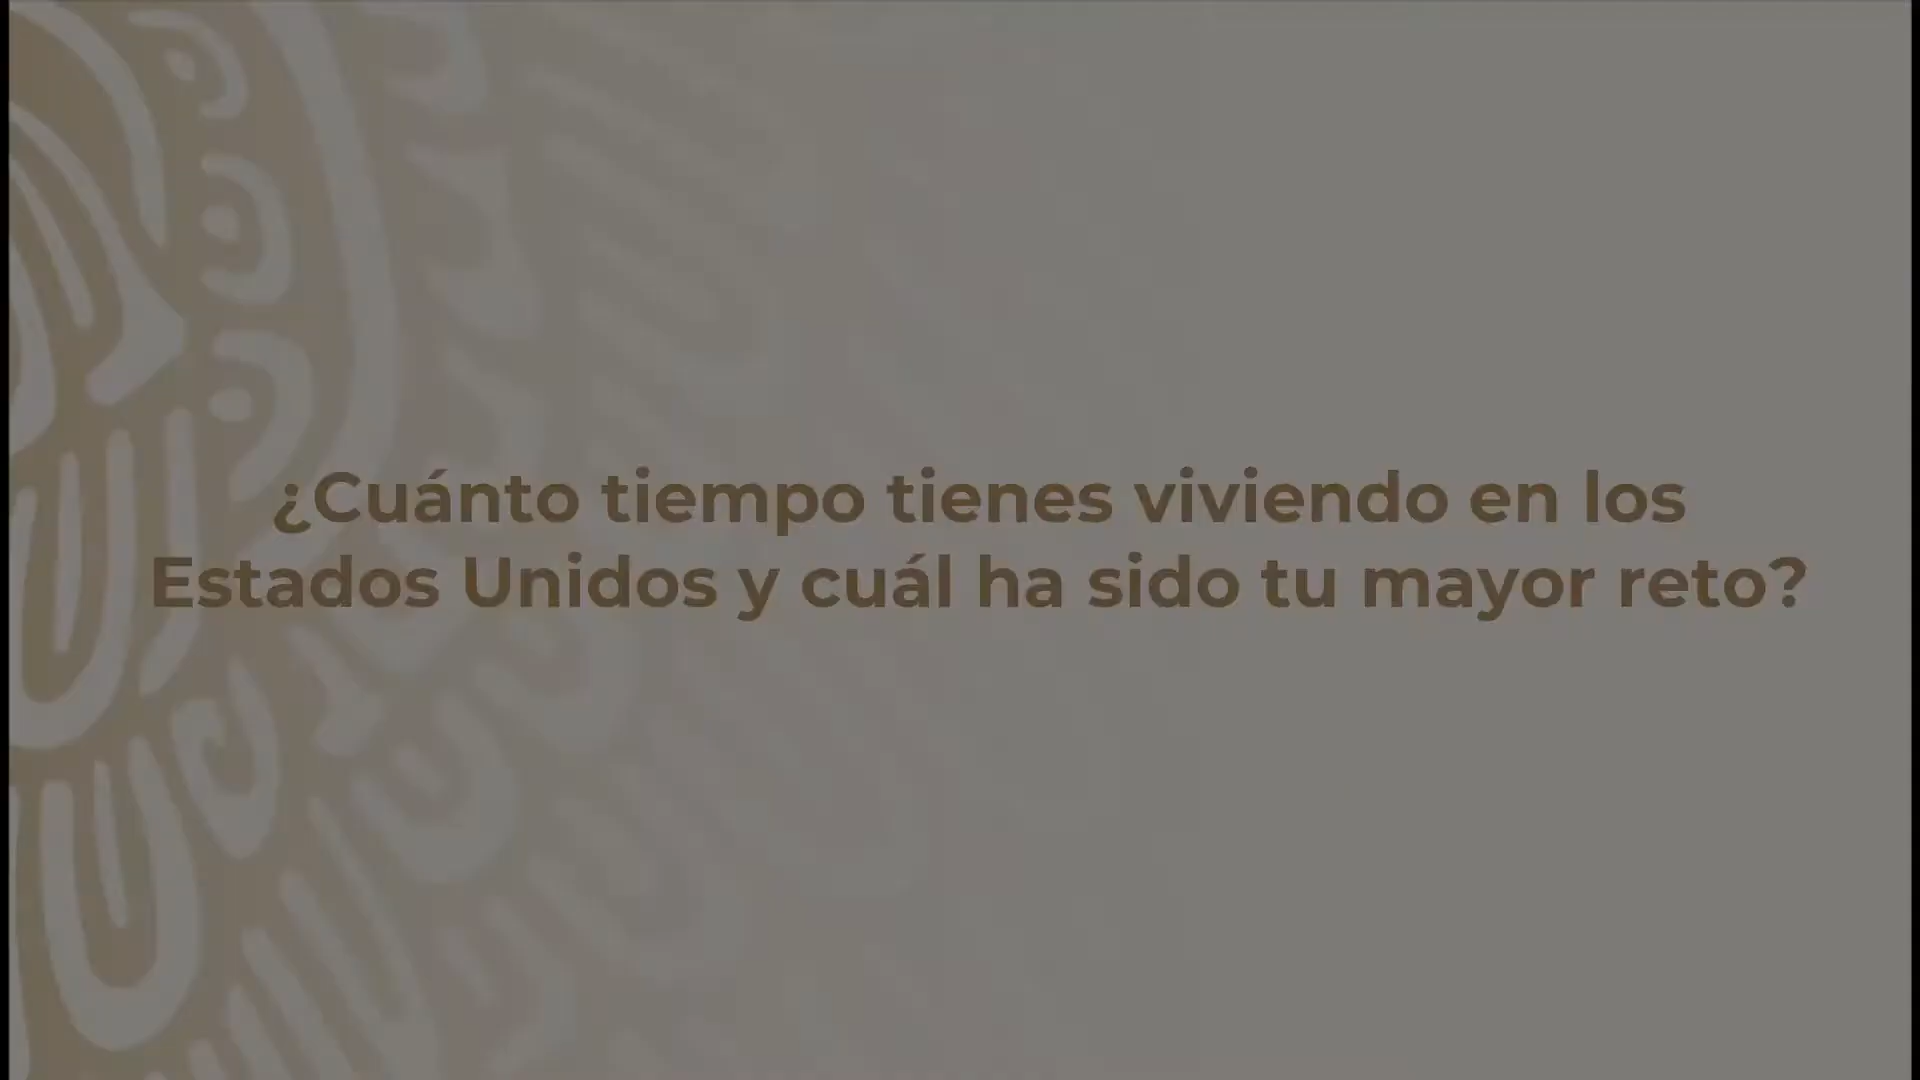 ¿Cuánto tiempo tienes viviendo en los
Estados Unidos y cuál ha sido tu mayor reto?